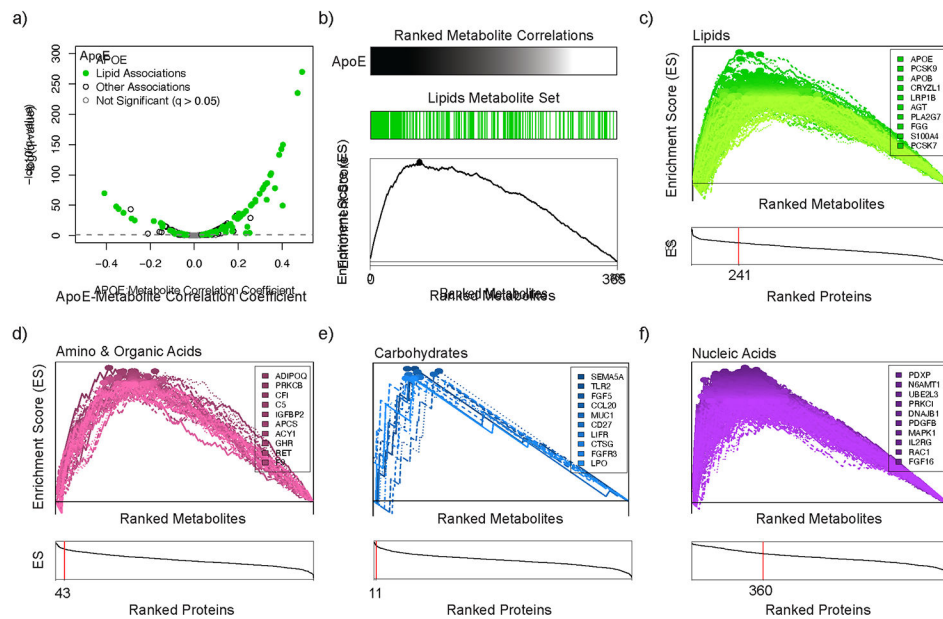 a)
ApoE
APOE
Lipid Associations
Other Associations
Not Significant (q > 0.05)
300
250
200
150
100
50
0
−0.4
−0.2
0.0
0.2
0.4
APOE:Metabolite Correlation Coefficient
ApoE-Metabolite Correlation Coefficient
b)
Ranked Metabolite Correlations
ApoE
Lipids Metabolite Set
Enrichment Score (ES)
0
365
Ranked Metabolites
c)
Lipids
Enrichment Score (ES)
APOE
PCSK9
APOB
CRYZL1
LRP1B
AGT
PLA2G7
FGG
S100A4
PCSK7
Ranked Metabolites
ES
241
Ranked Proteins
d)
Amino & Organic Acids
Enrichment Score (ES)
ADIPOQ
PRKCB
CFI
C5
IGFBP2
APCS
ACY1
GHR
RET
F9
Ranked Metabolites
ES
43
Ranked Proteins
e)
Carbohydrates
SEMA5A
TLR2
FGF5
CCL20
MUC1
CD27
LIFR
CTSG
FGFR3
LPO
Ranked Metabolites
11
Ranked Proteins
f)
Nucleic Acids
PDXP
N6AMT1
UBE2L3
PRKCI
DNAJB1
PDGFB
MAPK1
IL2RG
RAC1
FGF16
Ranked Metabolites
360
Ranked Proteins